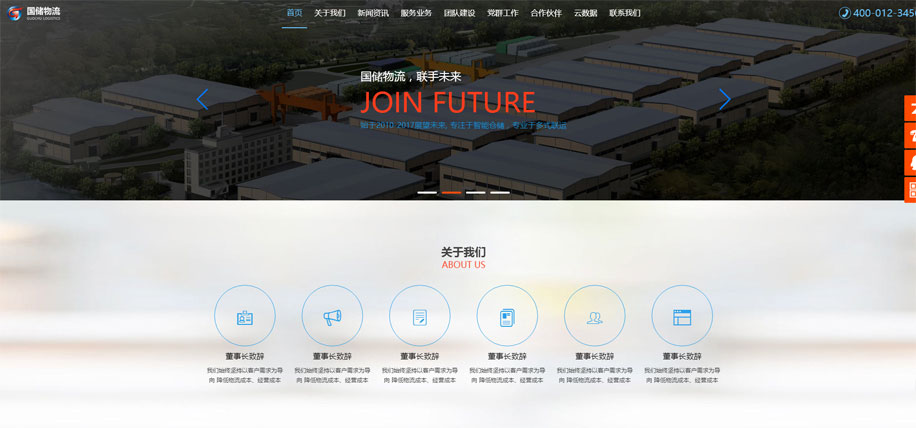 国储物流
GUOCHU LOGISTICS
首页 关于我们 新闻资讯 服务业务 团队建设 党群工作 合作伙伴 云数据 联系我们
400-012-345
国储物流，联手未来
JOIN FUTURE
始于2010-2017展望未来, 专注于智能仓储，专业于多式联运
关于我们
ABOUT US
董事长致辞 董事长致辞 董事长致辞 董事长致辞 董事长致辞 董事长致辞
我们始终坚持以客户需求为导 我们始终坚持以客户需求为导 我们始终坚持以客户需求为导 我们始终坚持以客户需求为导 我们始终坚持以客户需求为导 我们始终坚持以客户需求为导
向 降低物流成本、经营成本 向 降低物流成本、经营成本 向 降低物流成本、经营成本 向 降低物流成本、经营成本 向 降低物流成本、经营成本 向 降低物流成本、经营成本